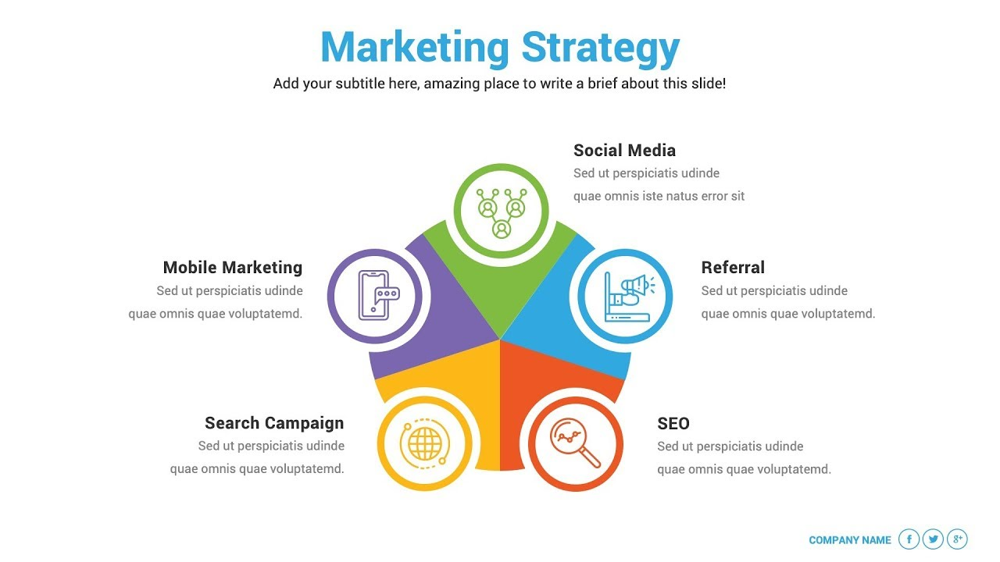 Marketing Strategy
Add your subtitle here, amazing place to write a brief about this slide!
Social Media
Sed ut perspiciatis udinde
quae omnis iste natus error sit
Mobile Marketing
Sed ut perspiciatis udinde
quae omnis quae voluptatemd.
Referral
Sed ut perspiciatis udinde
quae omnis quae voluptatemd.
Search Campaign
Sed ut perspiciatis udinde
quae omnis quae voluptatemd.
SEO
Sed ut perspiciatis udinde
quae omnis quae voluptatemd.
COMPANY NAME